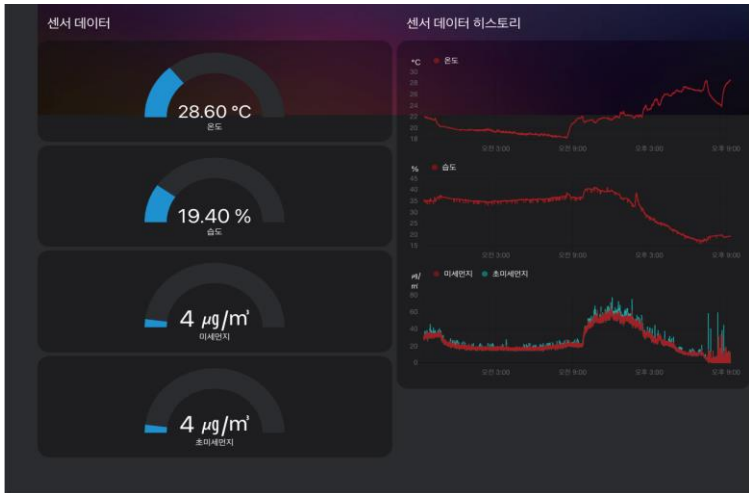 센서 데이터
28.60 °C
온도
19.40 %
습도
4 ㎍/㎥
미세먼지
4 ㎍/㎥
초미세먼지
센서 데이터 히스토리
°C 온도
30
28
26
24
22
20
18
오전 3:00 오전 9:00 오후 3:00 오후 9:00
% 습도
45
40
35
30
25
20
15
오전 3:00 오전 9:00 오후 3:00 오후 9:00
㎍/㎥ 미세먼지 초미세먼지
80
60
40
20
0
오전 3:00 오전 9:00 오후 3:00 오후 9:00